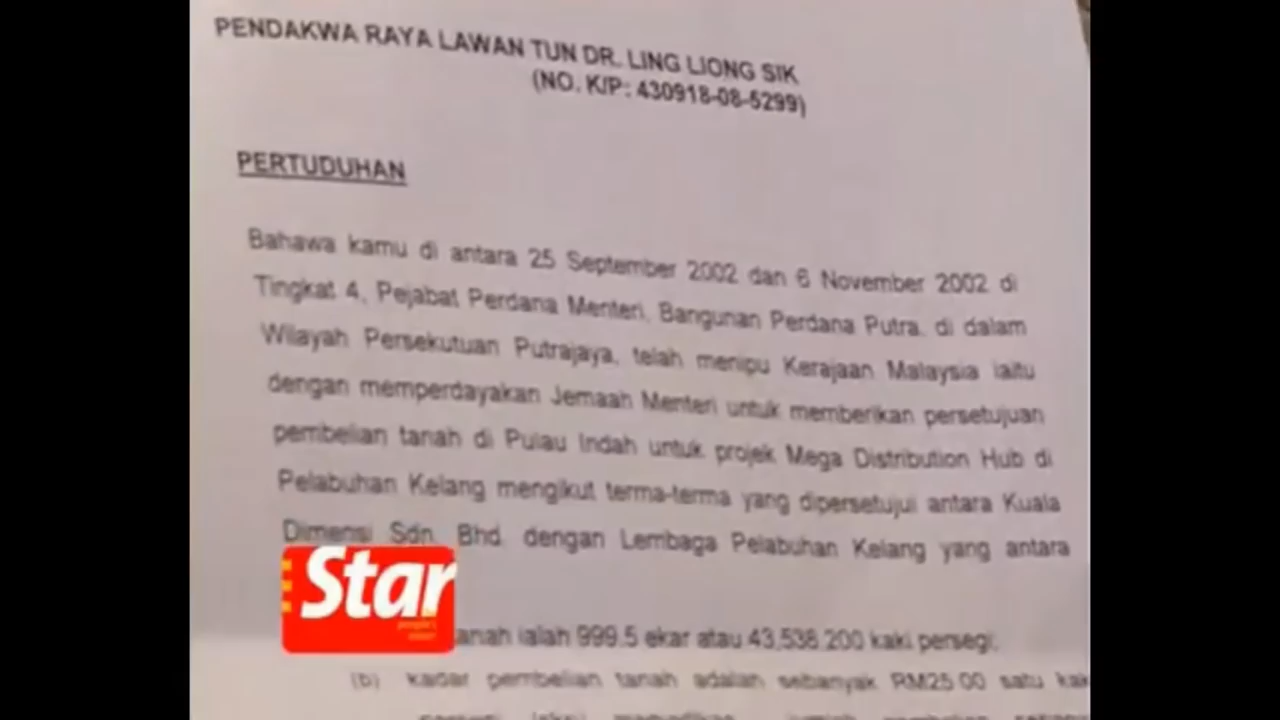 PENDAKWA RAYA LAWAN TUN DR. LING LIONG SIK
(NO. K/P: 430918-08-5299)
PERTUDUHAN
Bahawa kamu di antara 25 September 2002 dan 6 November 2002 di
Tingkat 4, Pejabat Perdana Menteri, Bangunan Perdana Putra, di dalam
Wilayah Persekutuan Putrajaya, telah menipu Kerajaan Malaysia iaitu
dengan memperdayakan Jemaah Menteri untuk memberikan persetujuan
pembelian tanah di Pulau Indah untuk projek Mega Distribution Hub di
Pelabuhan Kelang mengikut terma-terma yang dipersetujui antara Kuala
Dimensi Sdn. Bhd. dengan Lembaga Pelabuhan Kelang yang antara
Star
anah ialah 999.5 ekar atau 43,538,200 kaki persegi;
(b) kadar pembelian tanah adalah sebanyak RM25.00 satu kak